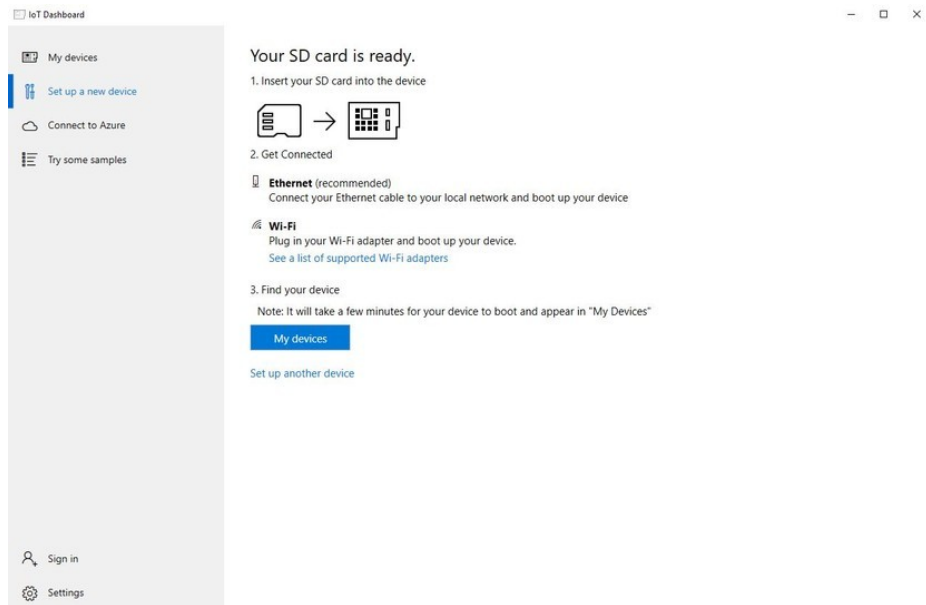 IoT Dashboard
My devices
Set up a new device
Connect to Azure
Try some samples
Sign in
Settings
Your SD card is ready.
1. Insert your SD card into the device
2. Get Connected
Ethernet (recommended)
Connect your Ethernet cable to your local network and boot up your device
Wi-Fi
Plug in your Wi-Fi adapter and boot up your device.
See a list of supported Wi-Fi adapters
3. Find your device
Note: It will take a few minutes for your device to boot and appear in "My Devices"
My devices
Set up another device